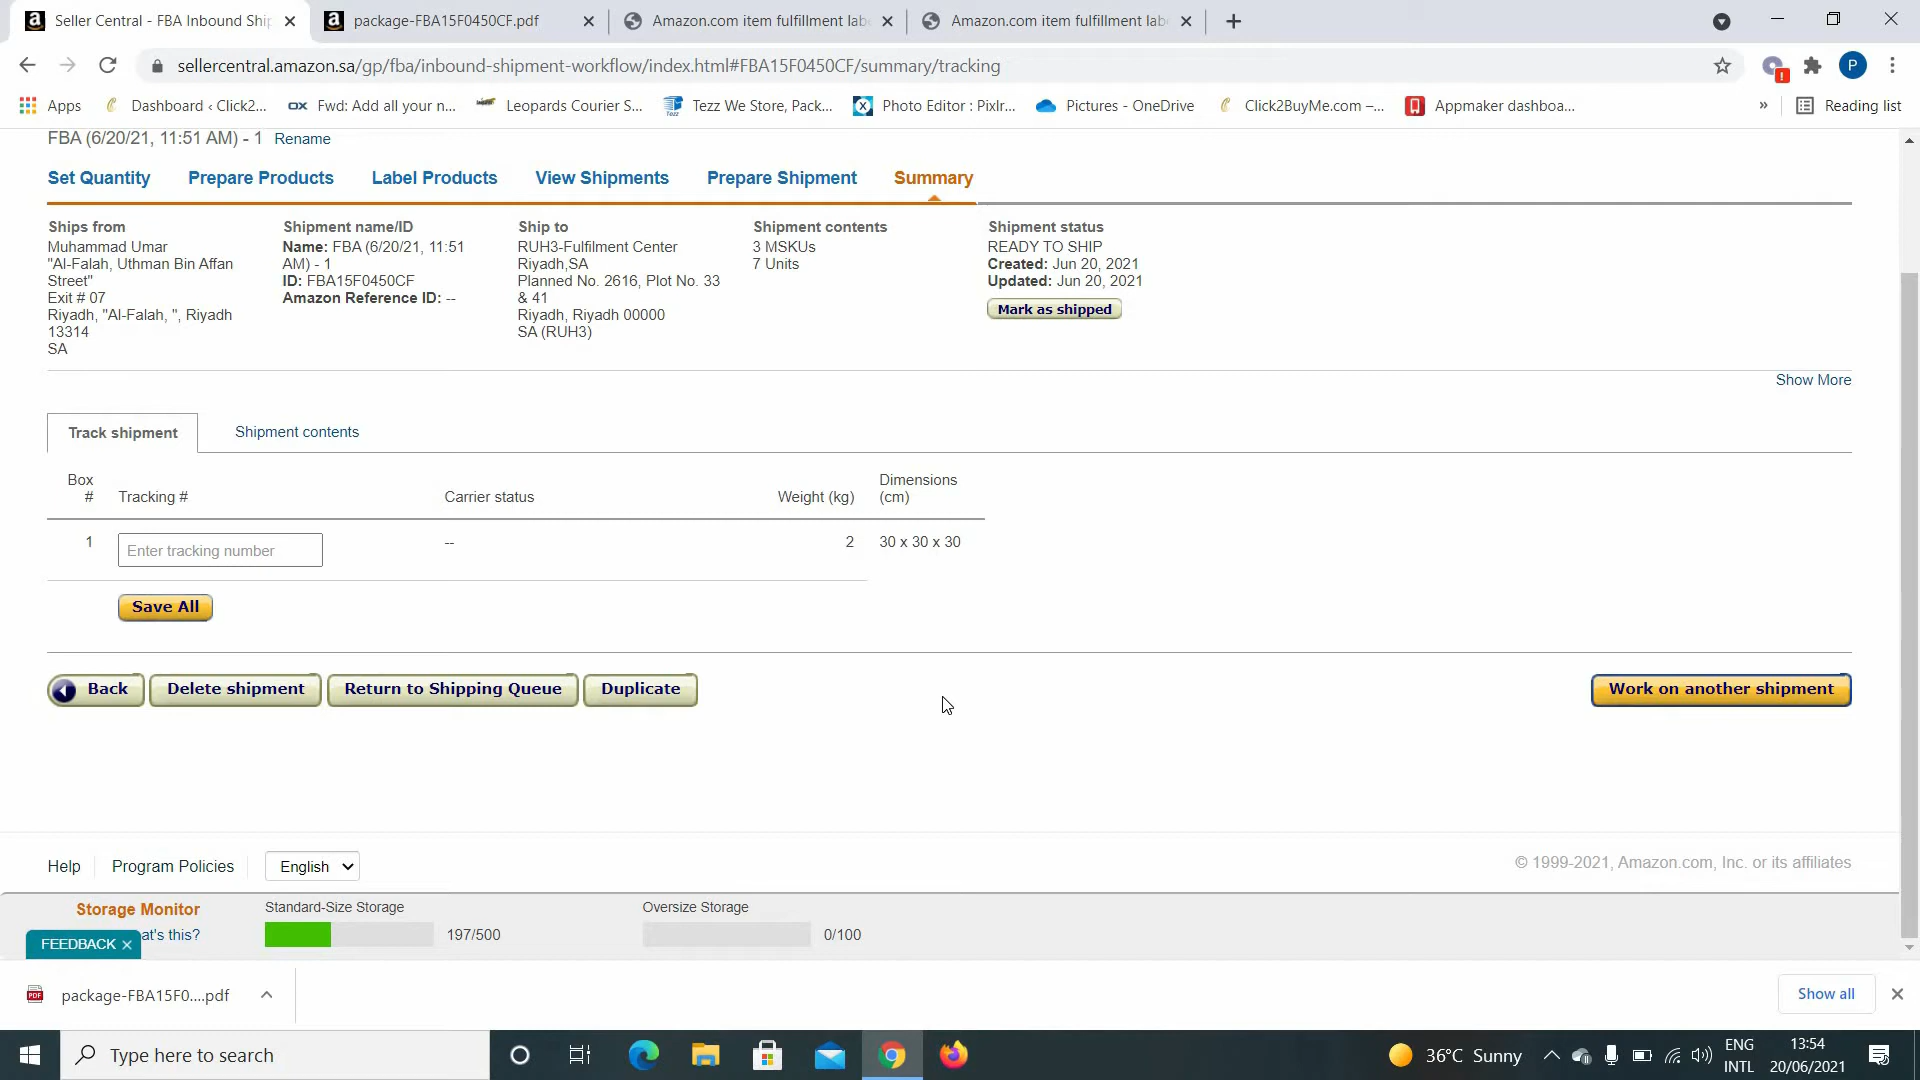 Seller Central - FBA Inbound Ship
package-FBA15F0450CF.pdf
Amazon.com item fulfillment labe
Amazon.com item fulfillment labe
sellercentral.amazon.sa/gp/fba/inbound-shipment-workflow/index.html#FBA15F0450CF/summary/tracking
P
Apps
Dashboard ‹ Click2...
Fwd: Add all your n...
Leopards Courier S...
Tezz We Store, Pack...
Photo Editor : Pixlr...
Pictures - OneDrive
Click2BuyMe.com –...
Appmaker dashboa...
»
Reading list
FBA (6/20/21, 11:51 AM) - 1 Rename
Set Quantity
Prepare Products
Label Products
View Shipments
Prepare Shipment
Summary
Ships from
Muhammad Umar
"Al-Falah, Uthman Bin Affan
Street"
Exit # 07
Riyadh, "Al-Falah, ", Riyadh
13314
SA
Shipment name/ID
Name: FBA (6/20/21, 11:51
AM) - 1
ID: FBA15F0450CF
Amazon Reference ID: --
Ship to
RUH3-Fulfilment Center
Riyadh,SA
Planned No. 2616, Plot No. 33
& 41
Riyadh, Riyadh 00000
SA (RUH3)
Shipment contents
3 MSKUs
7 Units
Shipment status
READY TO SHIP
Created: Jun 20, 2021
Updated: Jun 20, 2021
Mark as shipped
Show More
Track shipment
Shipment contents
Box
#
Tracking #
Carrier status
Weight (kg)
Dimensions
(cm)
1
Enter tracking number
--
2
30 x 30 x 30
Save All
Back
Delete shipment
Return to Shipping Queue
Duplicate
Work on another shipment
Help
Program Policies
English
© 1999-2021, Amazon.com, Inc. or its affiliates
Storage Monitor
at's this?
FEEDBACK ×
Standard-Size Storage
197/500
Oversize Storage
0/100
package-FBA15F0....pdf
Show all
Type here to search
36°C Sunny
ENG
INTL
13:54
20/06/2021